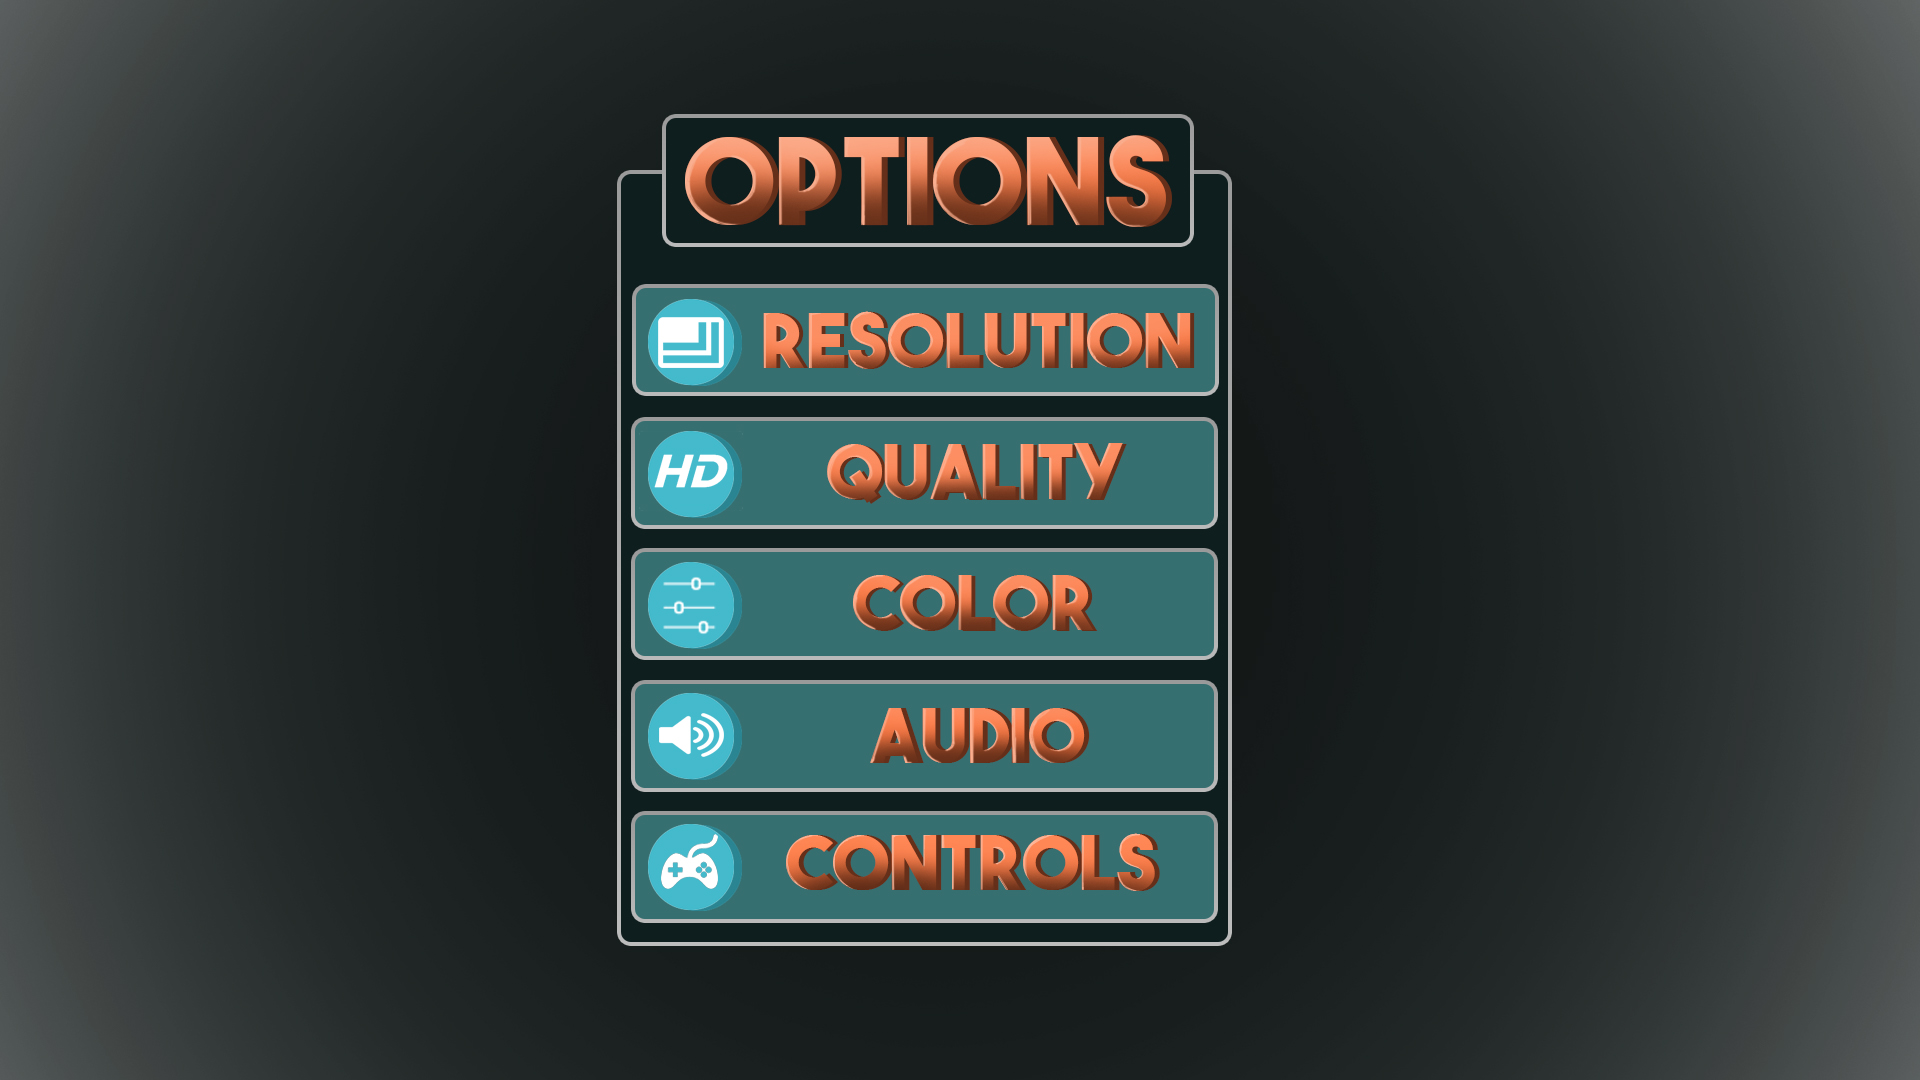 OPTIONS
RESOLUTION
HD QUALITY
COLOR
AUDIO
CONTROLS